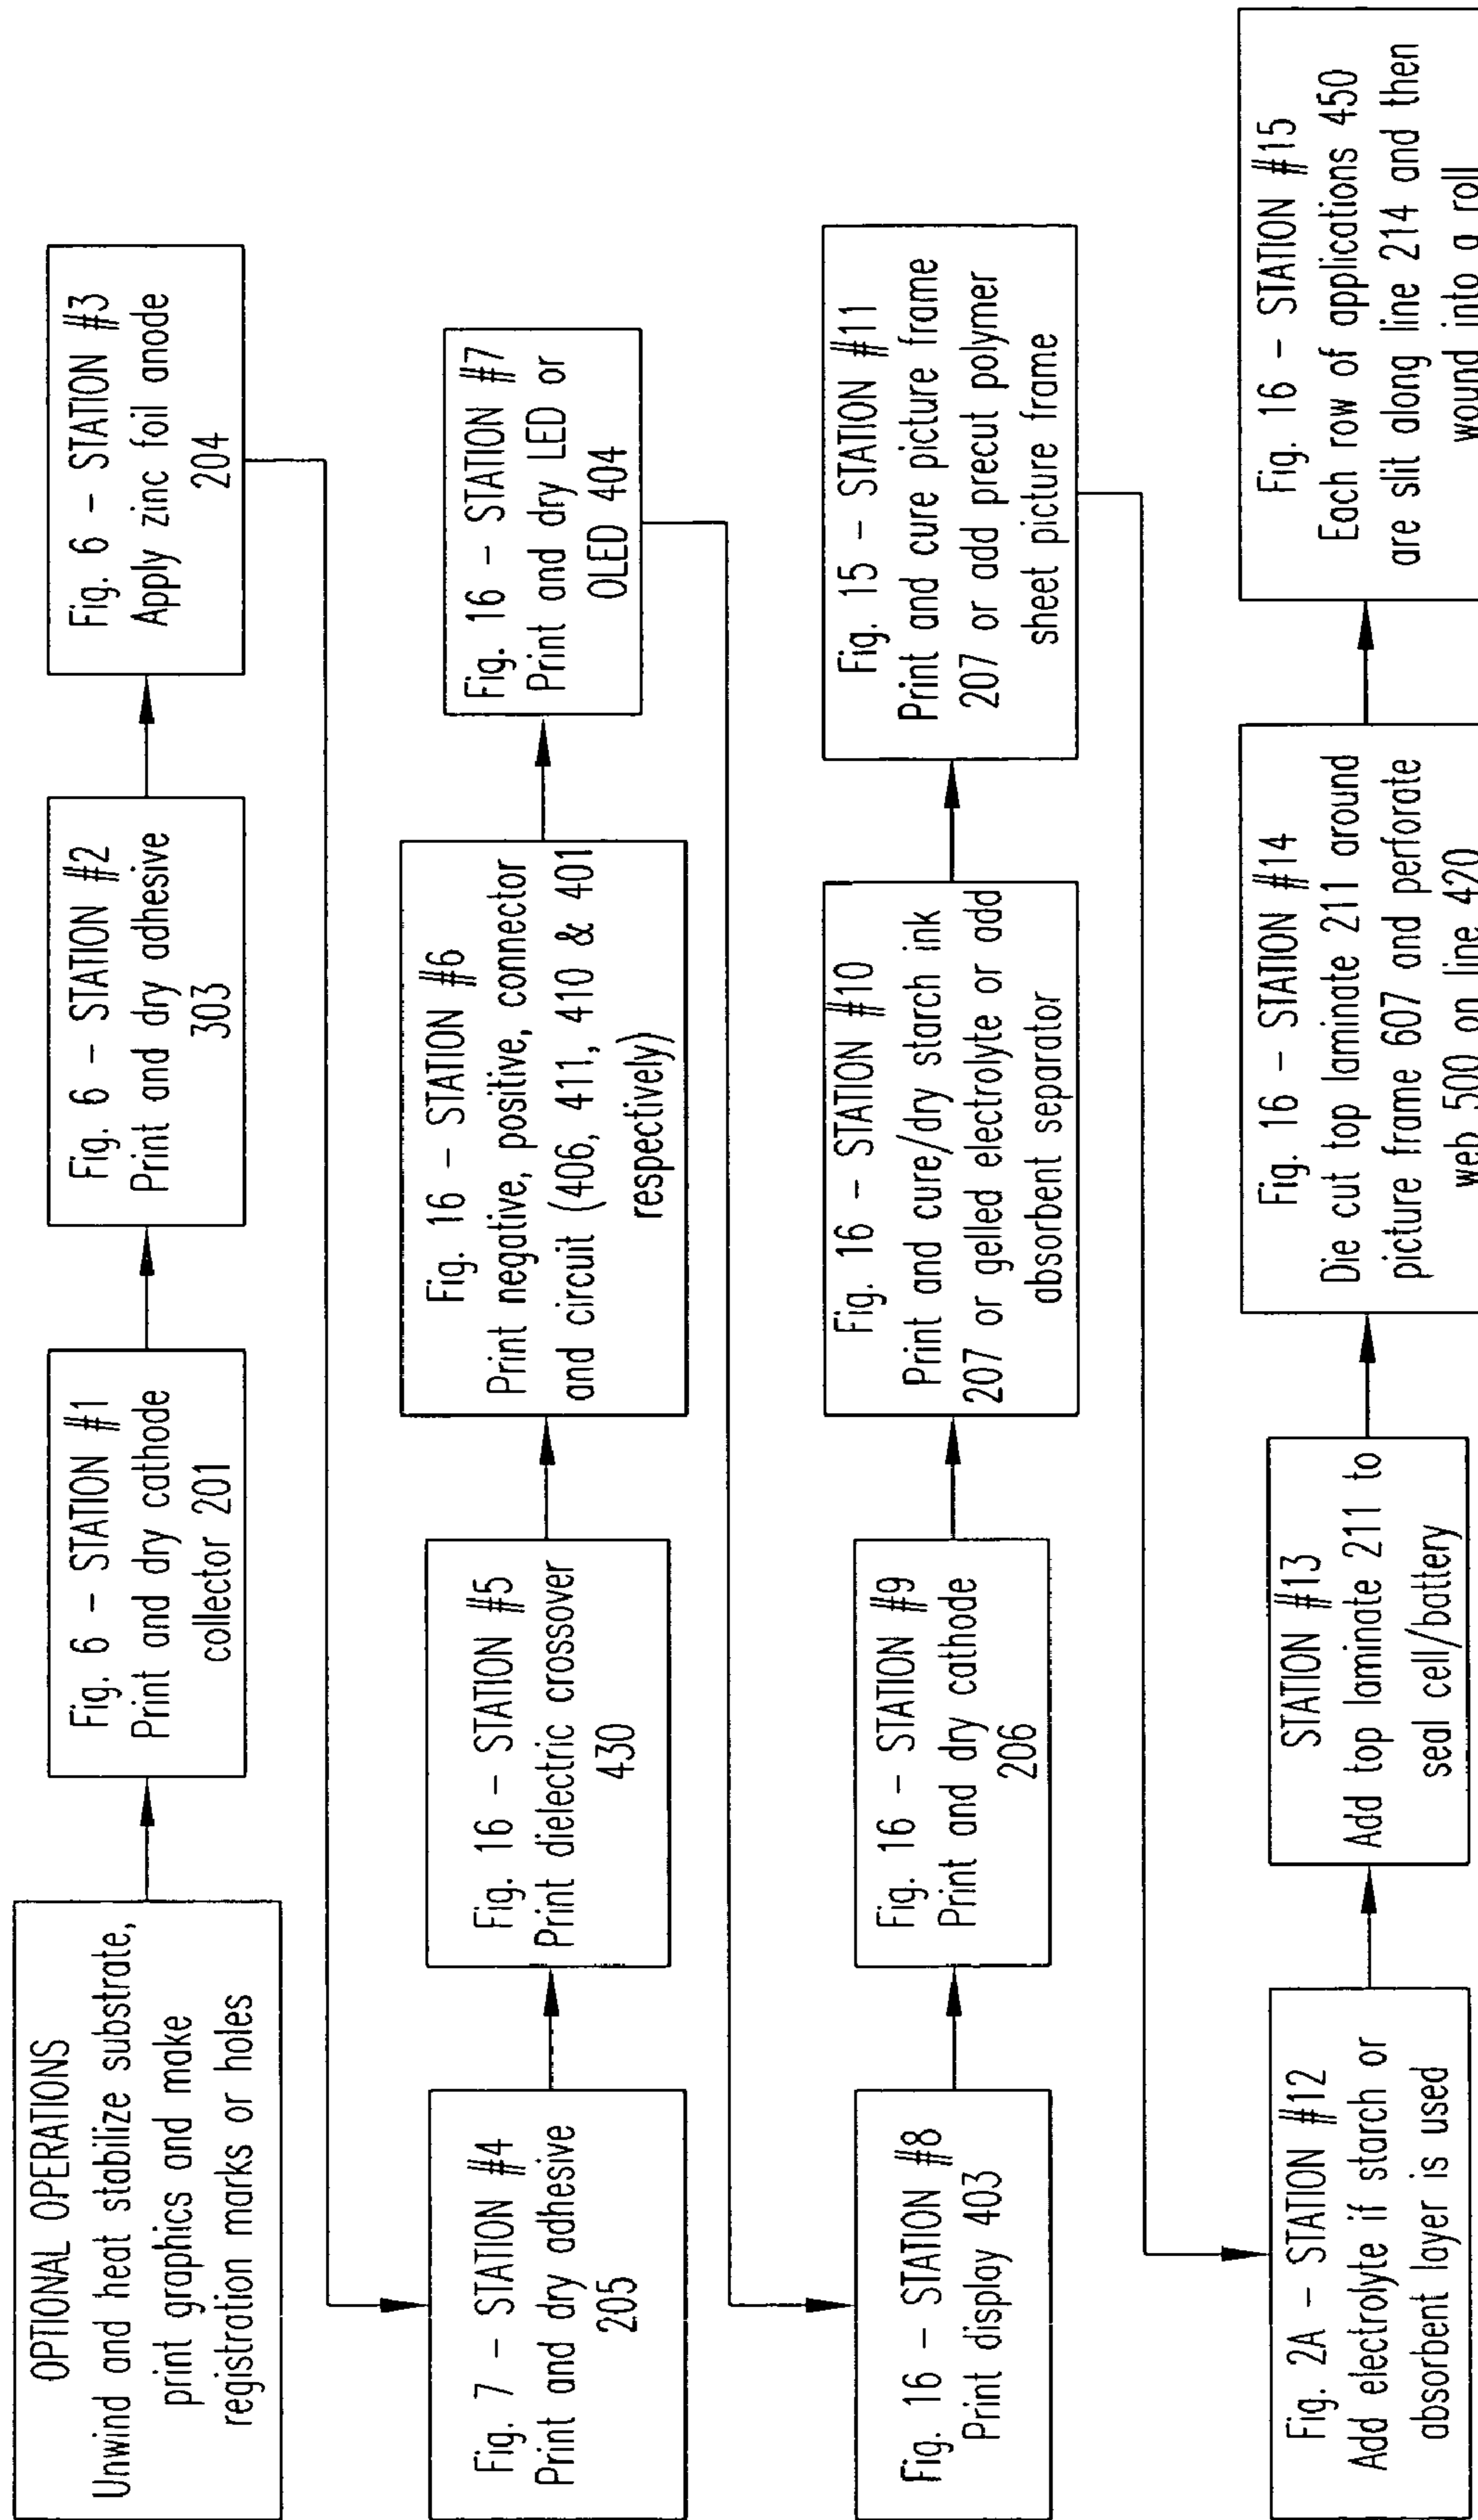 OPTIONAL OPERATIONS
Unwind and heat stabilize substrate,
print graphics and make
registration marks or holes
Fig. 6 – STATION #1
Print and dry cathode
collector 201
Fig. 6 – STATION #2
Print and dry adhesive
303
Fig. 6 – STATION #3
Apply zinc foil anode
204
Fig. 7 – STATION #4
Print and dry adhesive
205
Fig. 16 – STATION #5
Print dielectric crossover
430
Fig. 16 – STATION #6
Print negative, positive, connector
and circuit (406, 411, 410 & 401
respectively)
Fig. 16 – STATION #7
Print and dry LED or
OLED 404
Fig. 16 – STATION #8
Print display 403
Fig. 16 – STATION #9
Print and dry cathode
206
Fig. 16 – STATION #10
Print and cure/dry starch ink
207 or gelled electrolyte or add
absorbent separator
Fig. 15 – STATION #11
Print and cure picture frame
207 or add precut polymer
sheet picture frame
Fig. 2A – STATION #12
Add electrolyte if starch or
absorbent layer is used
STATION #13
Add top laminate 211 to
seal cell/battery
Fig. 16 – STATION #14
Die cut top laminate 211 around
picture frame 607 and perforate
web 500 on line 420
Fig. 16 – STATION #15
Each row of applications 450
are slit along line 214 and then
wound into a roll